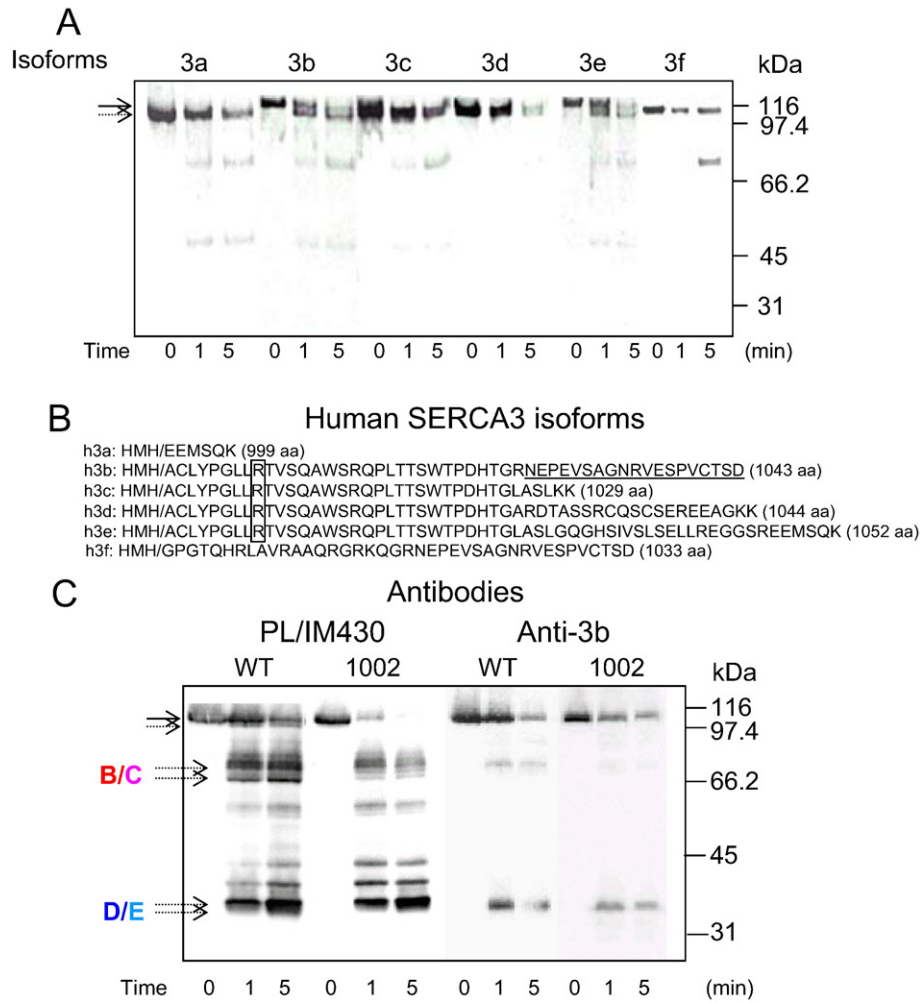 A
Isoforms 3a 3b 3c 3d 3e 3f kDa
116
97.4
66.2
45
31
Time 0 1 5 0 1 5 0 1 5 0 1 5 0 1 5 0 1 5 (min)
B Human SERCA3 isoforms
h3a: HMH/EEMSQK (999 aa)
h3b: HMH/ACLYPGLLRTVSQAWSRQPLTTSWTPDHTGRNEPEVSAGNRVESPVCTSD (1043 aa)
h3c: HMH/ACLYPGLLRTVSQAWSRQPLTTSWTPDHTGLASLKK (1029 aa)
h3d: HMH/ACLYPGLLRTVSQAWSRQPLTTSWTPDHTGARDTASSRCQSCSEREEAGKK (1044 aa)
h3e: HMH/ACLYPGLLRTVSQAWSRQPLTTSWTPDHTGLASLGQGHSIVSLSELLREGGSREEMSQK (1052 aa)
h3f: HMH/GPGTQHRLAVRAAQRGRKQGRNEPEVSAGNRVESPVCTSD (1033 aa)
C Antibodies
PL/IM430 Anti-3b
WT 1002 WT 1002 kDa
116
97.4
B/C 66.2
45
D/E
31
Time 0 1 5 0 1 5 0 1 5 0 1 5 (min)